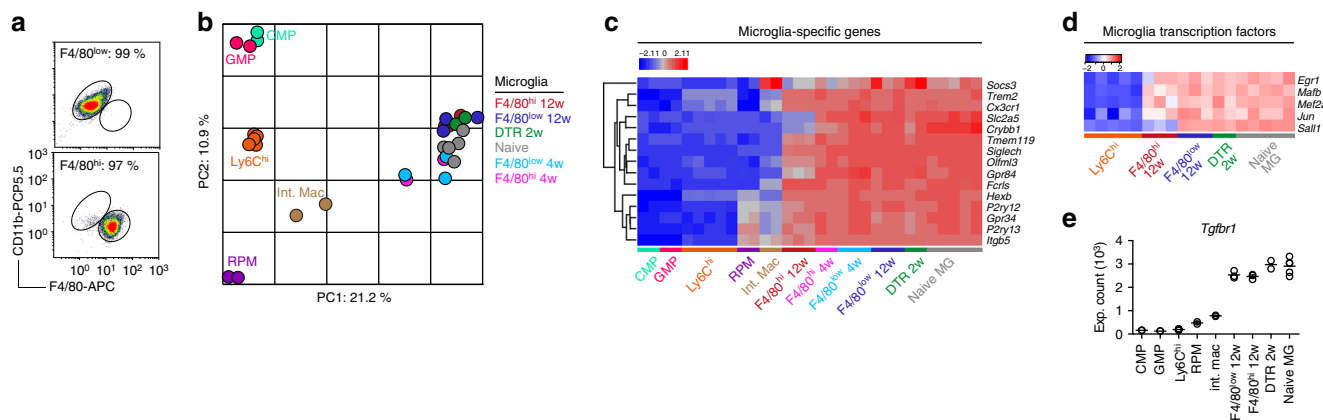 a
F4/80low: 99 %
F4/80hi: 97 %
10³
10²
10¹
10⁰
10⁰ 10¹ 10² 10³
CD11b-PCP5.5
F4/80-APC
b
CMP
GMP
Ly6Chi
Int. Mac
RPM
PC2: 10.9 %
PC1: 21.2 %
Microglia
F4/80hi 12w
F4/80low 12w
DTR 2w
Naive
F4/80low 4w
F4/80hi 4w
c
Microglia-specific genes
−2.11 0 2.11
Socs3
Trem2
Cx3cr1
Slc2a5
Crybb1
Tmem119
Siglech
Olfml3
Gpr84
Fcrls
Hexb
P2ry12
Gpr34
P2ry13
Itgb5
CMP
GMP
Ly6Chi
RPM
Int. Mac
F4/80hi 12w
F4/80hi 4w
F4/80low 4w
F4/80low 12w
DTR 2w
Naive MG
d
Microglia transcription factors
−2 0 2
Egr1
Mafb
Mef2a
Jun
Sall1
Ly6Chi
F4/80hi
12w
F4/80low
12w
DTR
2w
Naive
MG
e
Tgfbr1
Exp. count (10³)
4
3
2
1
0
CMP
GMP
Ly6Chi
RPM
int. mac
F4/80low 12w
F4/80hi 12w
DTR 2w
Naive MG